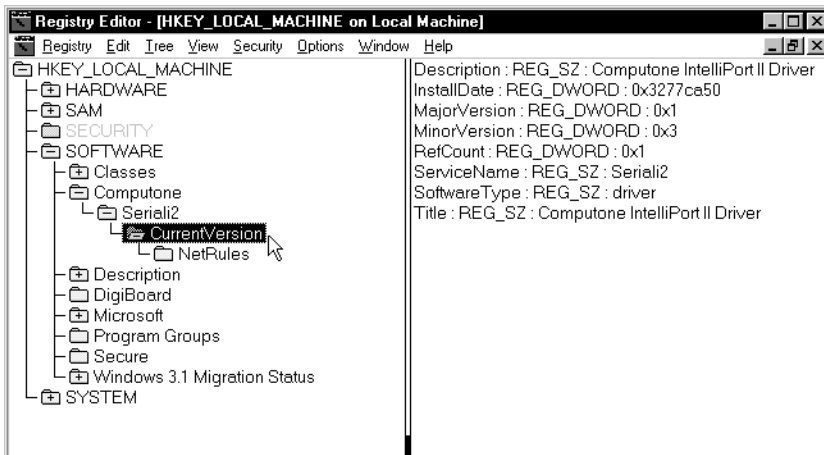 Registry Editor - [HKEY_LOCAL_MACHINE on Local Machine]
Registry Edit Tree View Security Options Window Help
HKEY_LOCAL_MACHINE
HARDWARE
SAM
SECURITY
SOFTWARE
Classes
Computone
Seriali2
CurrentVersion
NetRules
Description
DigiBoard
Microsoft
Program Groups
Secure
Windows 3.1 Migration Status
SYSTEM
Description : REG_SZ : Computone IntelliPort II Driver
InstallDate : REG_DWORD : 0x3277ca50
MajorVersion : REG_DWORD : 0x1
MinorVersion : REG_DWORD : 0x3
RefCount : REG_DWORD : 0x1
ServiceName : REG_SZ : Seriali2
SoftwareType : REG_SZ : driver
Title : REG_SZ : Computone IntelliPort II Driver